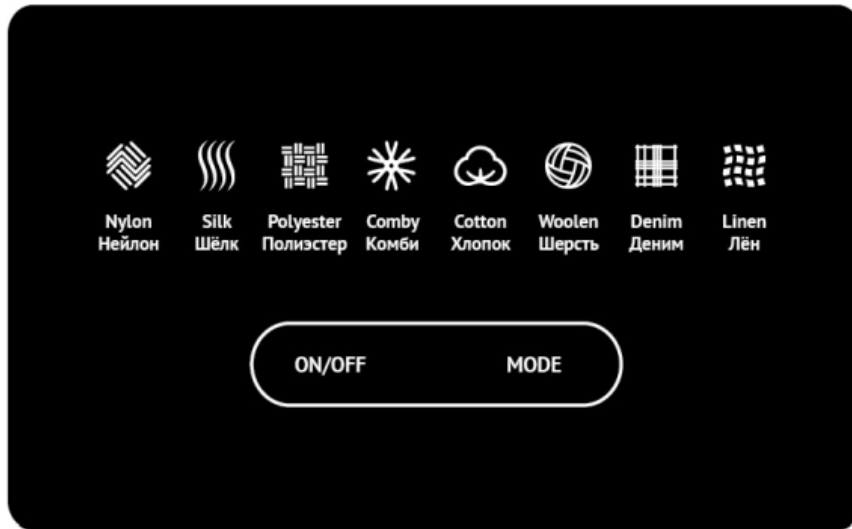 Nylon Silk Polyester Comby Cotton Woolen Denim Linen
Нейлон Шёлк Полиэстер Комби Хлопок Шерсть Деним Лён
ON/OFF MODE